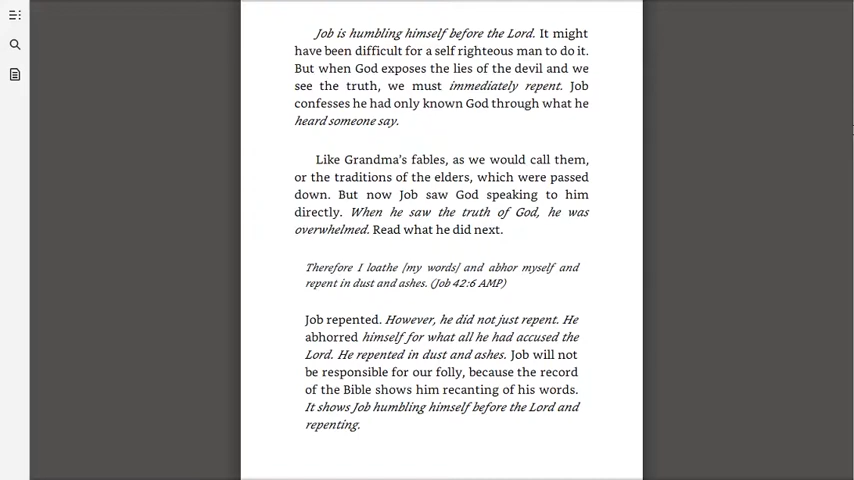 Job is humbling himself before the Lord. It might
have been difficult for a self righteous man to do it.
But when God exposes the lies of the devil and we
see the truth, we must immediately repent. Job
confesses he had only known God through what he
heard someone say.
Like Grandma's fables, as we would call them,
or the traditions of the elders, which were passed
down. But now Job saw God speaking to him
directly. When he saw the truth of God, he was
overwhelmed. Read what he did next.
Therefore I loathe [my words] and abhor myself and
repent in dust and ashes. (Job 42:6 AMP)
Job repented. However, he did not just repent. He
abhorred himself for what all he had accused the
Lord. He repented in dust and ashes. Job will not
be responsible for our folly, because the record
of the Bible shows him recanting of his words.
It shows Job humbling himself before the Lord and
repenting.